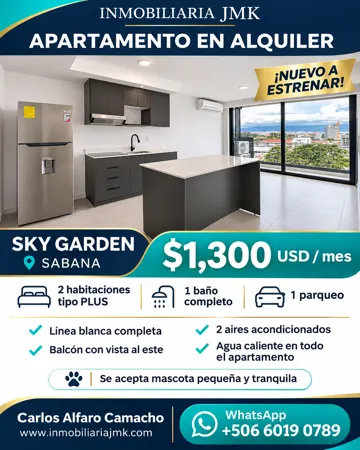 INMOBILIARIA JMK
APARTAMENTO EN ALQUILER
¡NUEVO A
ESTRENAR!
SKY GARDEN
SABANA
$1,300 USD / mes
2 habitaciones
tipo PLUS
1 baño
completo
1 parqueo
Línea blanca completa
2 aires acondicionados
Balcón con vista al este
Agua caliente en todo
el apartamento
Se acepta mascota pequeña y tranquila
Carlos Alfaro Camacho
www.inmobiliariajmk.com
WhatsApp
+506 6019 0789